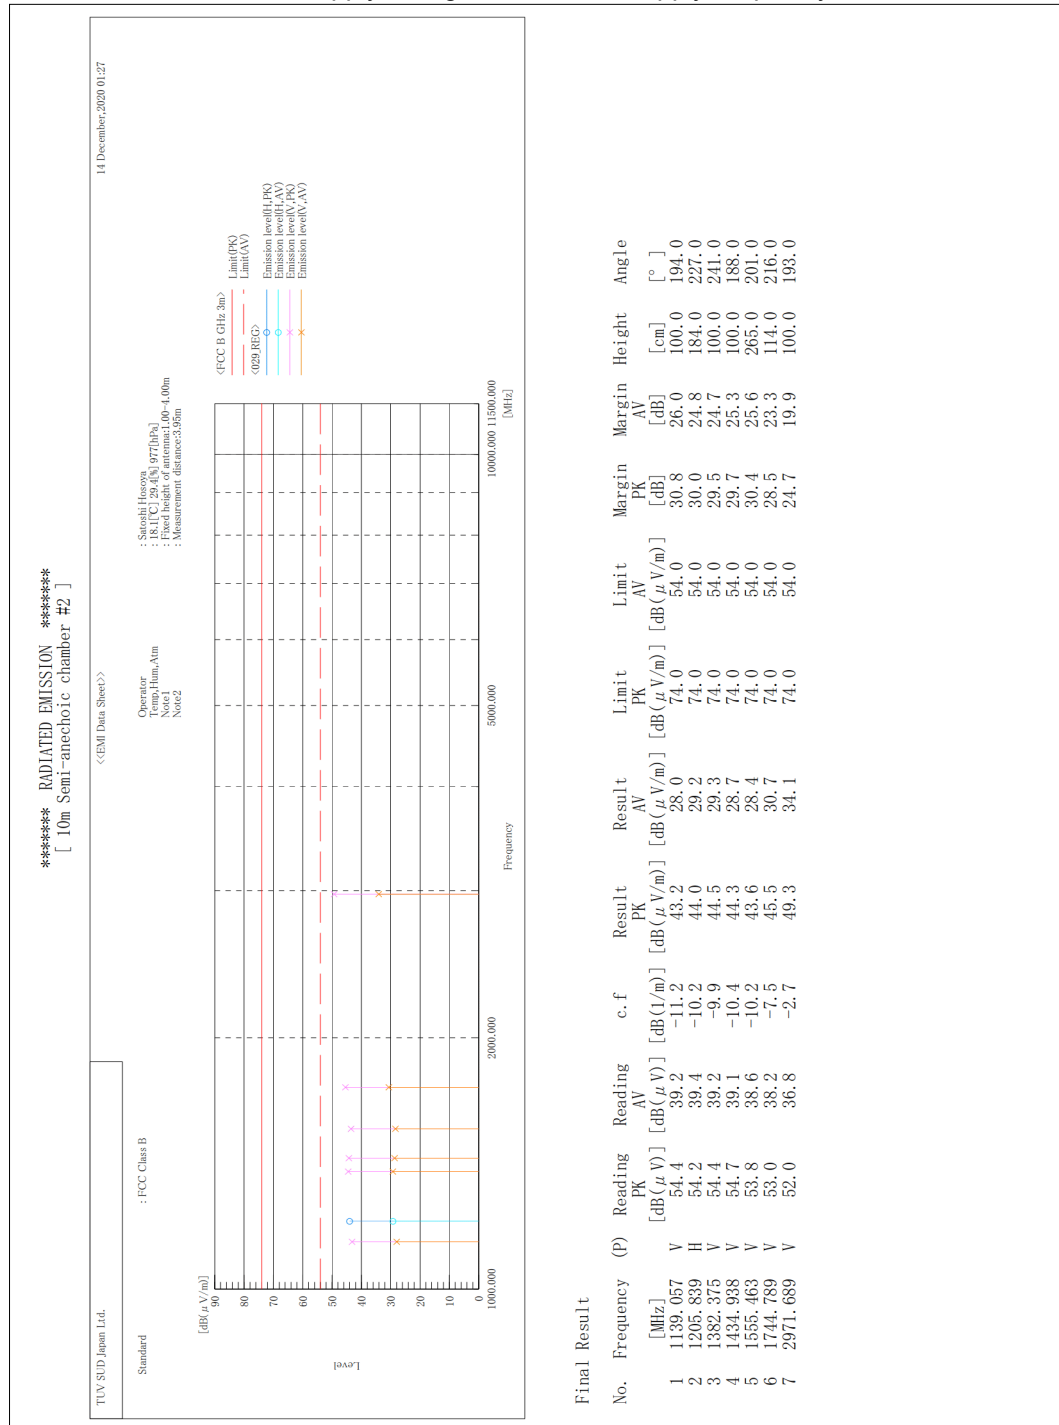 ******* RADIATED EMISSION *******
[ 10m Semi-anechoic chamber #2 ]
TUV SUD Japan Ltd.
14 December,2020 01:27
<<EMI Data Sheet>>
Standard : FCC Class B
Operator : Satoshi Hosoya
Temp,Hum,Atm : 18.1[℃] 29.4[%] 977[hPa]
Note1 : Fixed height of antenna:1.00-4.00m
Note2 : Measurement distance:3.95m
<FCC B GHz 3m>
Limit(PK)
Limit(AV)
<029_REG>
Emission level(H,PK)
Emission level(H,AV)
Emission level(V,PK)
Emission level(V,AV)
[dB(μV/m)]
90
80
70
60
50
40
30
20
10
0
Level
1000.000 2000.000 5000.000 10000.000 11500.000
[MHz]
Frequency
Final Result
No. Frequency (P) Reading Reading c.f Result Result Limit Limit Margin Margin Height Angle
PK AV PK AV PK AV PK AV
[MHz] [dB(μV)] [dB(μV)] [dB(1/m)] [dB(μV/m)] [dB(μV/m)] [dB(μV/m)] [dB(μV/m)] [dB] [dB] [cm] [° ]
1 1139.057 V 54.4 39.2 -11.2 43.2 28.0 74.0 54.0 30.8 26.0 100.0 194.0
2 1205.839 H 54.2 39.4 -10.2 44.0 29.2 74.0 54.0 30.0 24.8 184.0 227.0
3 1382.375 V 54.4 39.2 -9.9 44.5 29.3 74.0 54.0 29.5 24.7 100.0 241.0
4 1434.938 V 54.7 39.1 -10.4 44.3 28.7 74.0 54.0 29.7 25.3 100.0 188.0
5 1555.463 V 53.8 38.6 -10.2 43.6 28.4 74.0 54.0 30.4 25.6 265.0 201.0
6 1744.789 V 53.0 38.2 -7.5 45.5 30.7 74.0 54.0 28.5 23.3 114.0 216.0
7 2971.689 V 52.0 36.8 -2.7 49.3 34.1 74.0 54.0 24.7 19.9 100.0 193.0